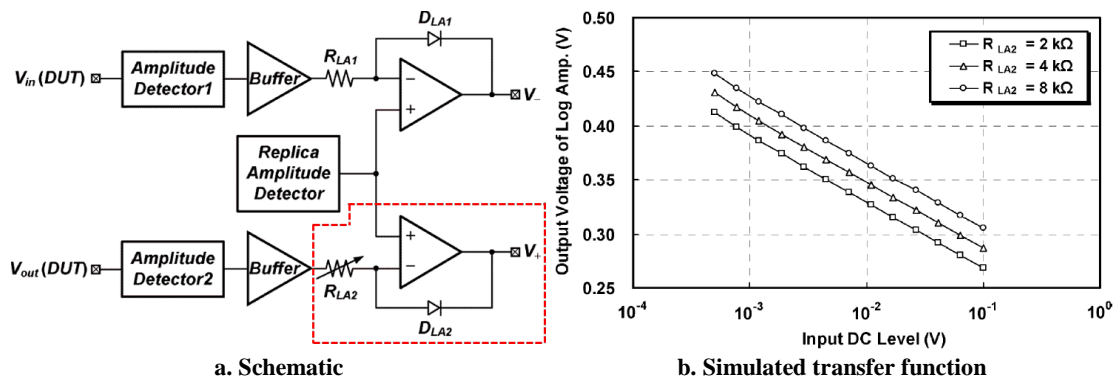 V_in (DUT)
Amplitude
Detector1
Buffer
R_LA1
D_LA1
−
+
V_−
Replica
Amplitude
Detector
V_out (DUT)
Amplitude
Detector2
Buffer
R_LA2
+
−
D_LA2
V_+
a. Schematic
Output Voltage of Log Amp. (V)
0.50
0.45
0.40
0.35
0.30
0.25
R_LA2 = 2 kΩ
R_LA2 = 4 kΩ
R_LA2 = 8 kΩ
10^-4
10^-3
10^-2
10^-1
10^0
Input DC Level (V)
b. Simulated transfer function